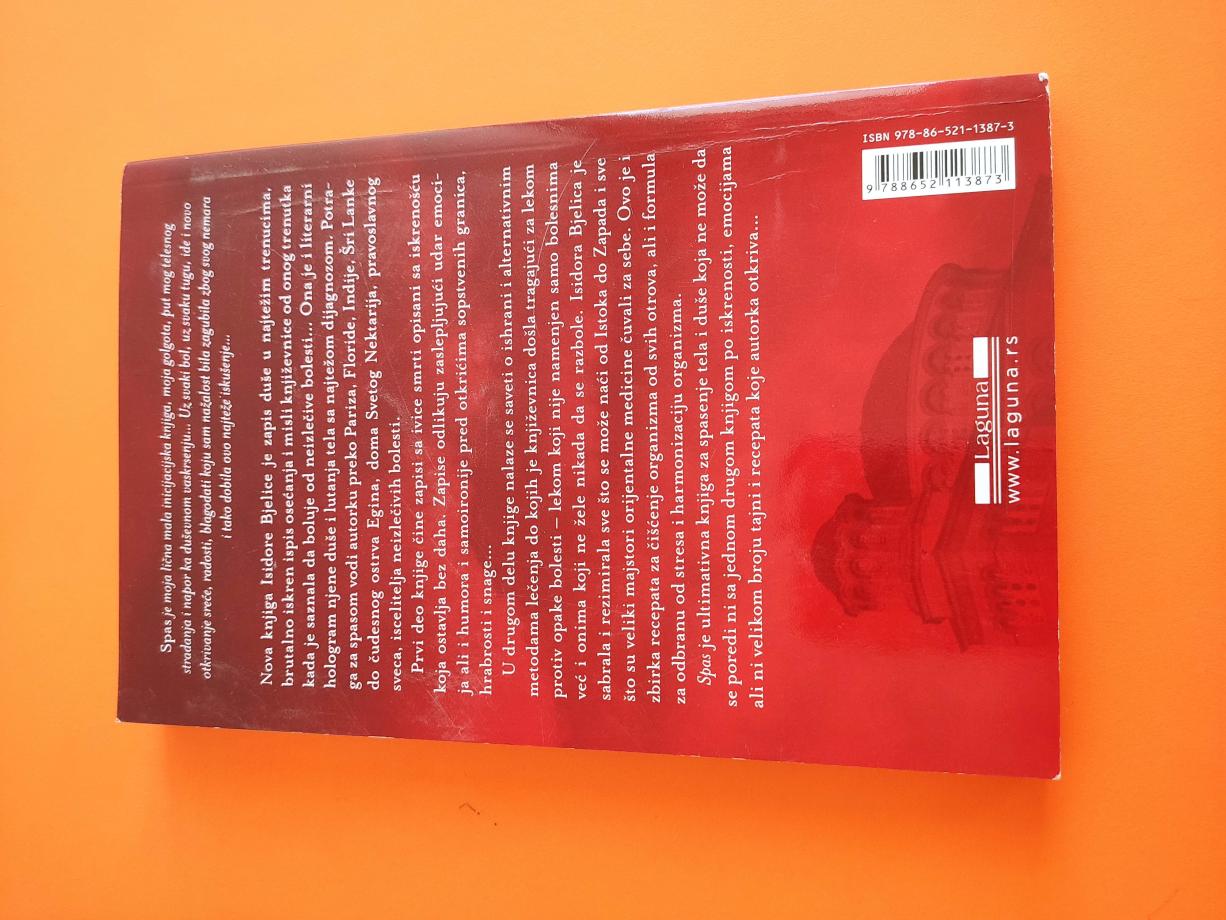 Spas je moja lična mala inicijacijska knjiga, moja golgota, put mog telesnog
stradanja i napor ka duševnom vaskrsenju... Uz svaki bol, uz svaku tugu, ide i novo
otkrivanje sreće, radosti, blagodati koju sam nažalost bila zagubila zbog svog nemara
i tako dobila ovo najteže iskušenje...
Nova knjiga Isidore Bjelice je zapis duše u najtežim trenucima,
brutalno iskren ispis osećanja i misli književnice od onog trenutka
kada je saznala da boluje od neizlečive bolesti... Ona je i literarni
hologram njene duše i lutanja tela sa najtežom dijagnozom. Potra-
ga za spasom vodi autorku preko Pariza, Floride, Indije, Šri Lanke
do čudesnog ostrva Egina, doma Svetog Nektarija, pravoslavnog
sveca, iscelitelja neizlečivih bolesti.
Prvi deo knjige čine zapisi sa ivice smrti opisani sa iskrenošću
koja ostavlja bez daha. Zapise odlikuju zaslepljujući udar emoci-
ja ali i humora i samoironije pred otkrićima sopstvenih granica,
hrabrosti i snage...
U drugom delu knjige nalaze se saveti o ishrani i alternativnim
metodama lečenja do kojih je književnica došla tragajući za lekom
protiv opake bolesti – lekom koji nije namenjen samo bolesnima
već i onima koji ne žele nikada da se razbole. Isidora Bjelica je
sabrala i rezimirala sve što se može naći od Istoka do Zapada i sve
što su veliki majstori orijentalne medicine čuvali za sebe. Ovo je i
zbirka recepata za čišćenje organizma od svih otrova, ali i formula
za odbranu od stresa i harmonizaciju organizma.
Spas je ultimativna knjiga za spasenje tela i duše koja ne može da
se poredi ni sa jednom drugom knjigom po iskrenosti, emocijama
ali ni velikom broju tajni i recepata koje autorka otkriva...
ISBN 978-86-521-1387-3
9 788652 113873
Laguna
www.laguna.rs